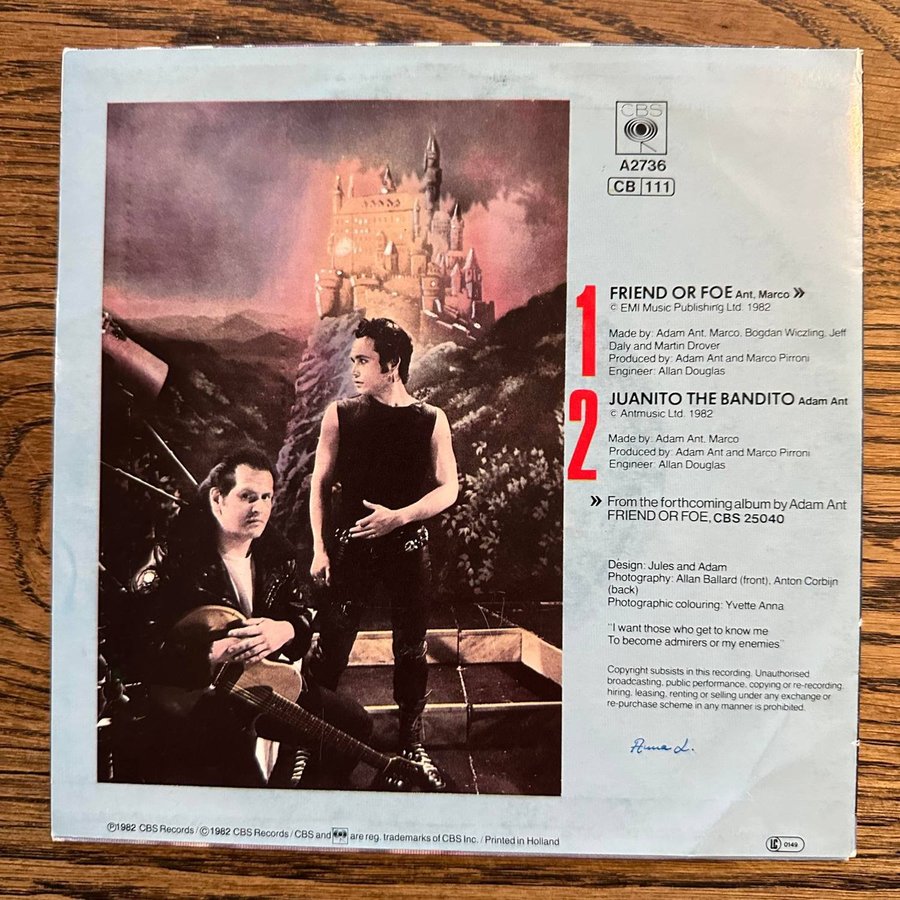 CBS
A2736
CB 111
1
FRIEND OR FOE Ant, Marco »
© EMI Music Publishing Ltd. 1982
Made by: Adam Ant, Marco, Bogdan Wiczling, Jeff
Daly and Martin Drover
Produced by: Adam Ant and Marco Pirroni
Engineer: Allan Douglas
2
JUANITO THE BANDITO Adam Ant
© Antmusic Ltd. 1982
Made by: Adam Ant, Marco
Produced by: Adam Ant and Marco Pirroni
Engineer: Allan Douglas
» From the forthcoming album by Adam Ant
FRIEND OR FOE, CBS 25040
Design: Jules and Adam
Photography: Allan Ballard (front), Anton Corbijn
(back)
Photographic colouring: Yvette Anna
"I want those who get to know me
To become admirers or my enemies"
Copyright subsists in this recording. Unauthorised
broadcasting, public performance, copying or re-recording,
hiring, leasing, renting or selling under any exchange or
re-purchase scheme in any manner is prohibited.
Anna L.
℗1982 CBS Records / ©1982 CBS Records / CBS and are reg. trademarks of CBS Inc. / Printed in Holland
LC 0149